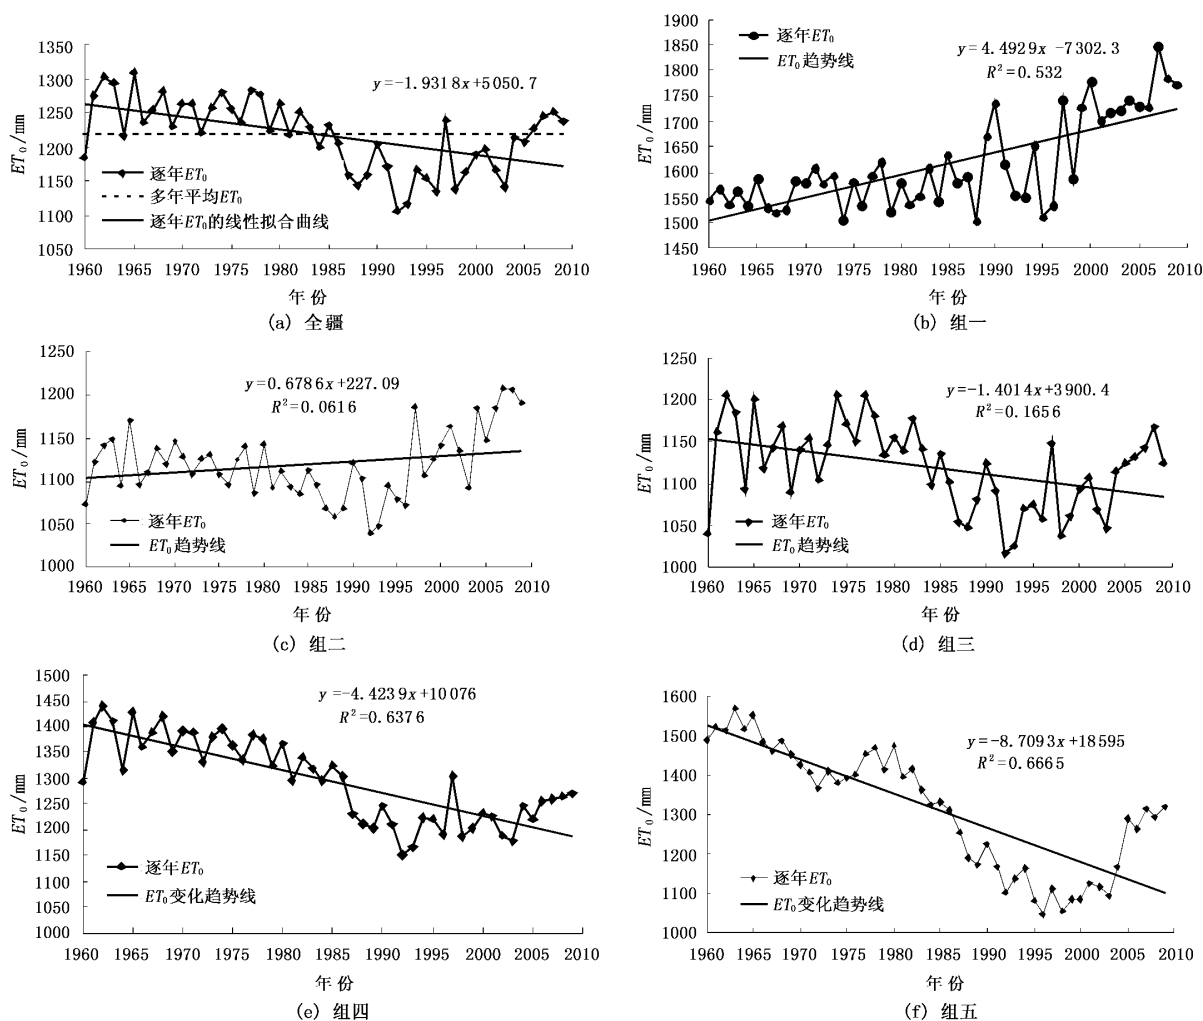 1350
1300
1250
1200
1150
1100
1050
ET₀/mm
y=-1.9318x+5050.7
逐年ET₀
多年平均ET₀
逐年ET₀的线性拟合曲线
1960 1965 1970 1975 1980 1985 1990 1995 2000 2005 2010
年份
(a) 全疆
1900
1850
1800
1750
1700
1650
1600
1550
1500
1450
ET₀/mm
逐年ET₀
ET₀趋势线
y=4.4929x-7302.3
R²=0.532
1960 1965 1970 1975 1980 1985 1990 1995 2000 2005 2010
年份
(b) 组一
1250
1200
1150
1100
1050
1000
ET₀/mm
y=0.6786x+227.09
R²=0.0616
逐年ET₀
ET₀趋势线
1960 1965 1970 1975 1980 1985 1990 1995 2000 2005 2010
年份
(c) 组二
1250
1200
1150
1100
1050
1000
ET₀/mm
y=-1.4014x+3900.4
R²=0.1656
逐年ET₀
ET₀趋势线
1960 1965 1970 1975 1980 1985 1990 1995 2000 2005 2010
年份
(d) 组三
1500
1450
1400
1350
1300
1250
1200
1150
1100
1000
ET₀/mm
y=-4.4239x+10076
R²=0.6376
逐年ET₀
ET₀变化趋势线
1960 1965 1970 1975 1980 1985 1990 1995 2000 2005 2010
年份
(e) 组四
1600
1500
1400
1300
1200
1100
1000
ET₀/mm
y=-8.7093x+18595
R²=0.6665
逐年ET₀
ET₀变化趋势线
1960 1965 1970 1975 1980 1985 1990 1995 2000 2005 2010
年份
(f) 组五